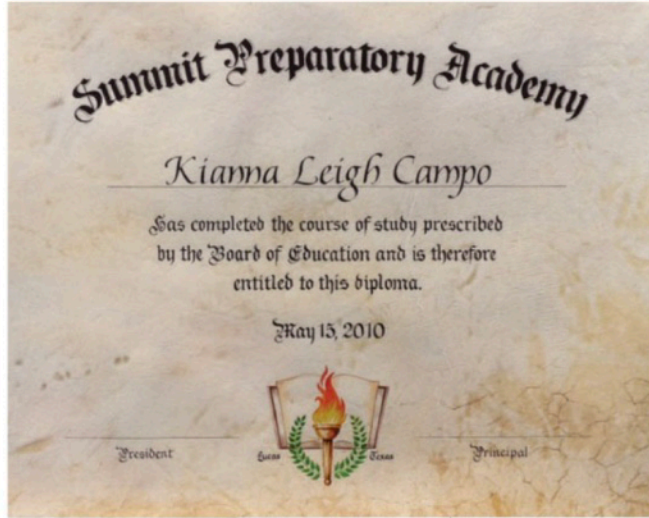 Summit Preparatory Academy
Kianna Leigh Campo
Has completed the course of study prescribed
by the Board of Education and is therefore
entitled to this diploma.
May 15, 2010
President
Lucas Texas
Principal